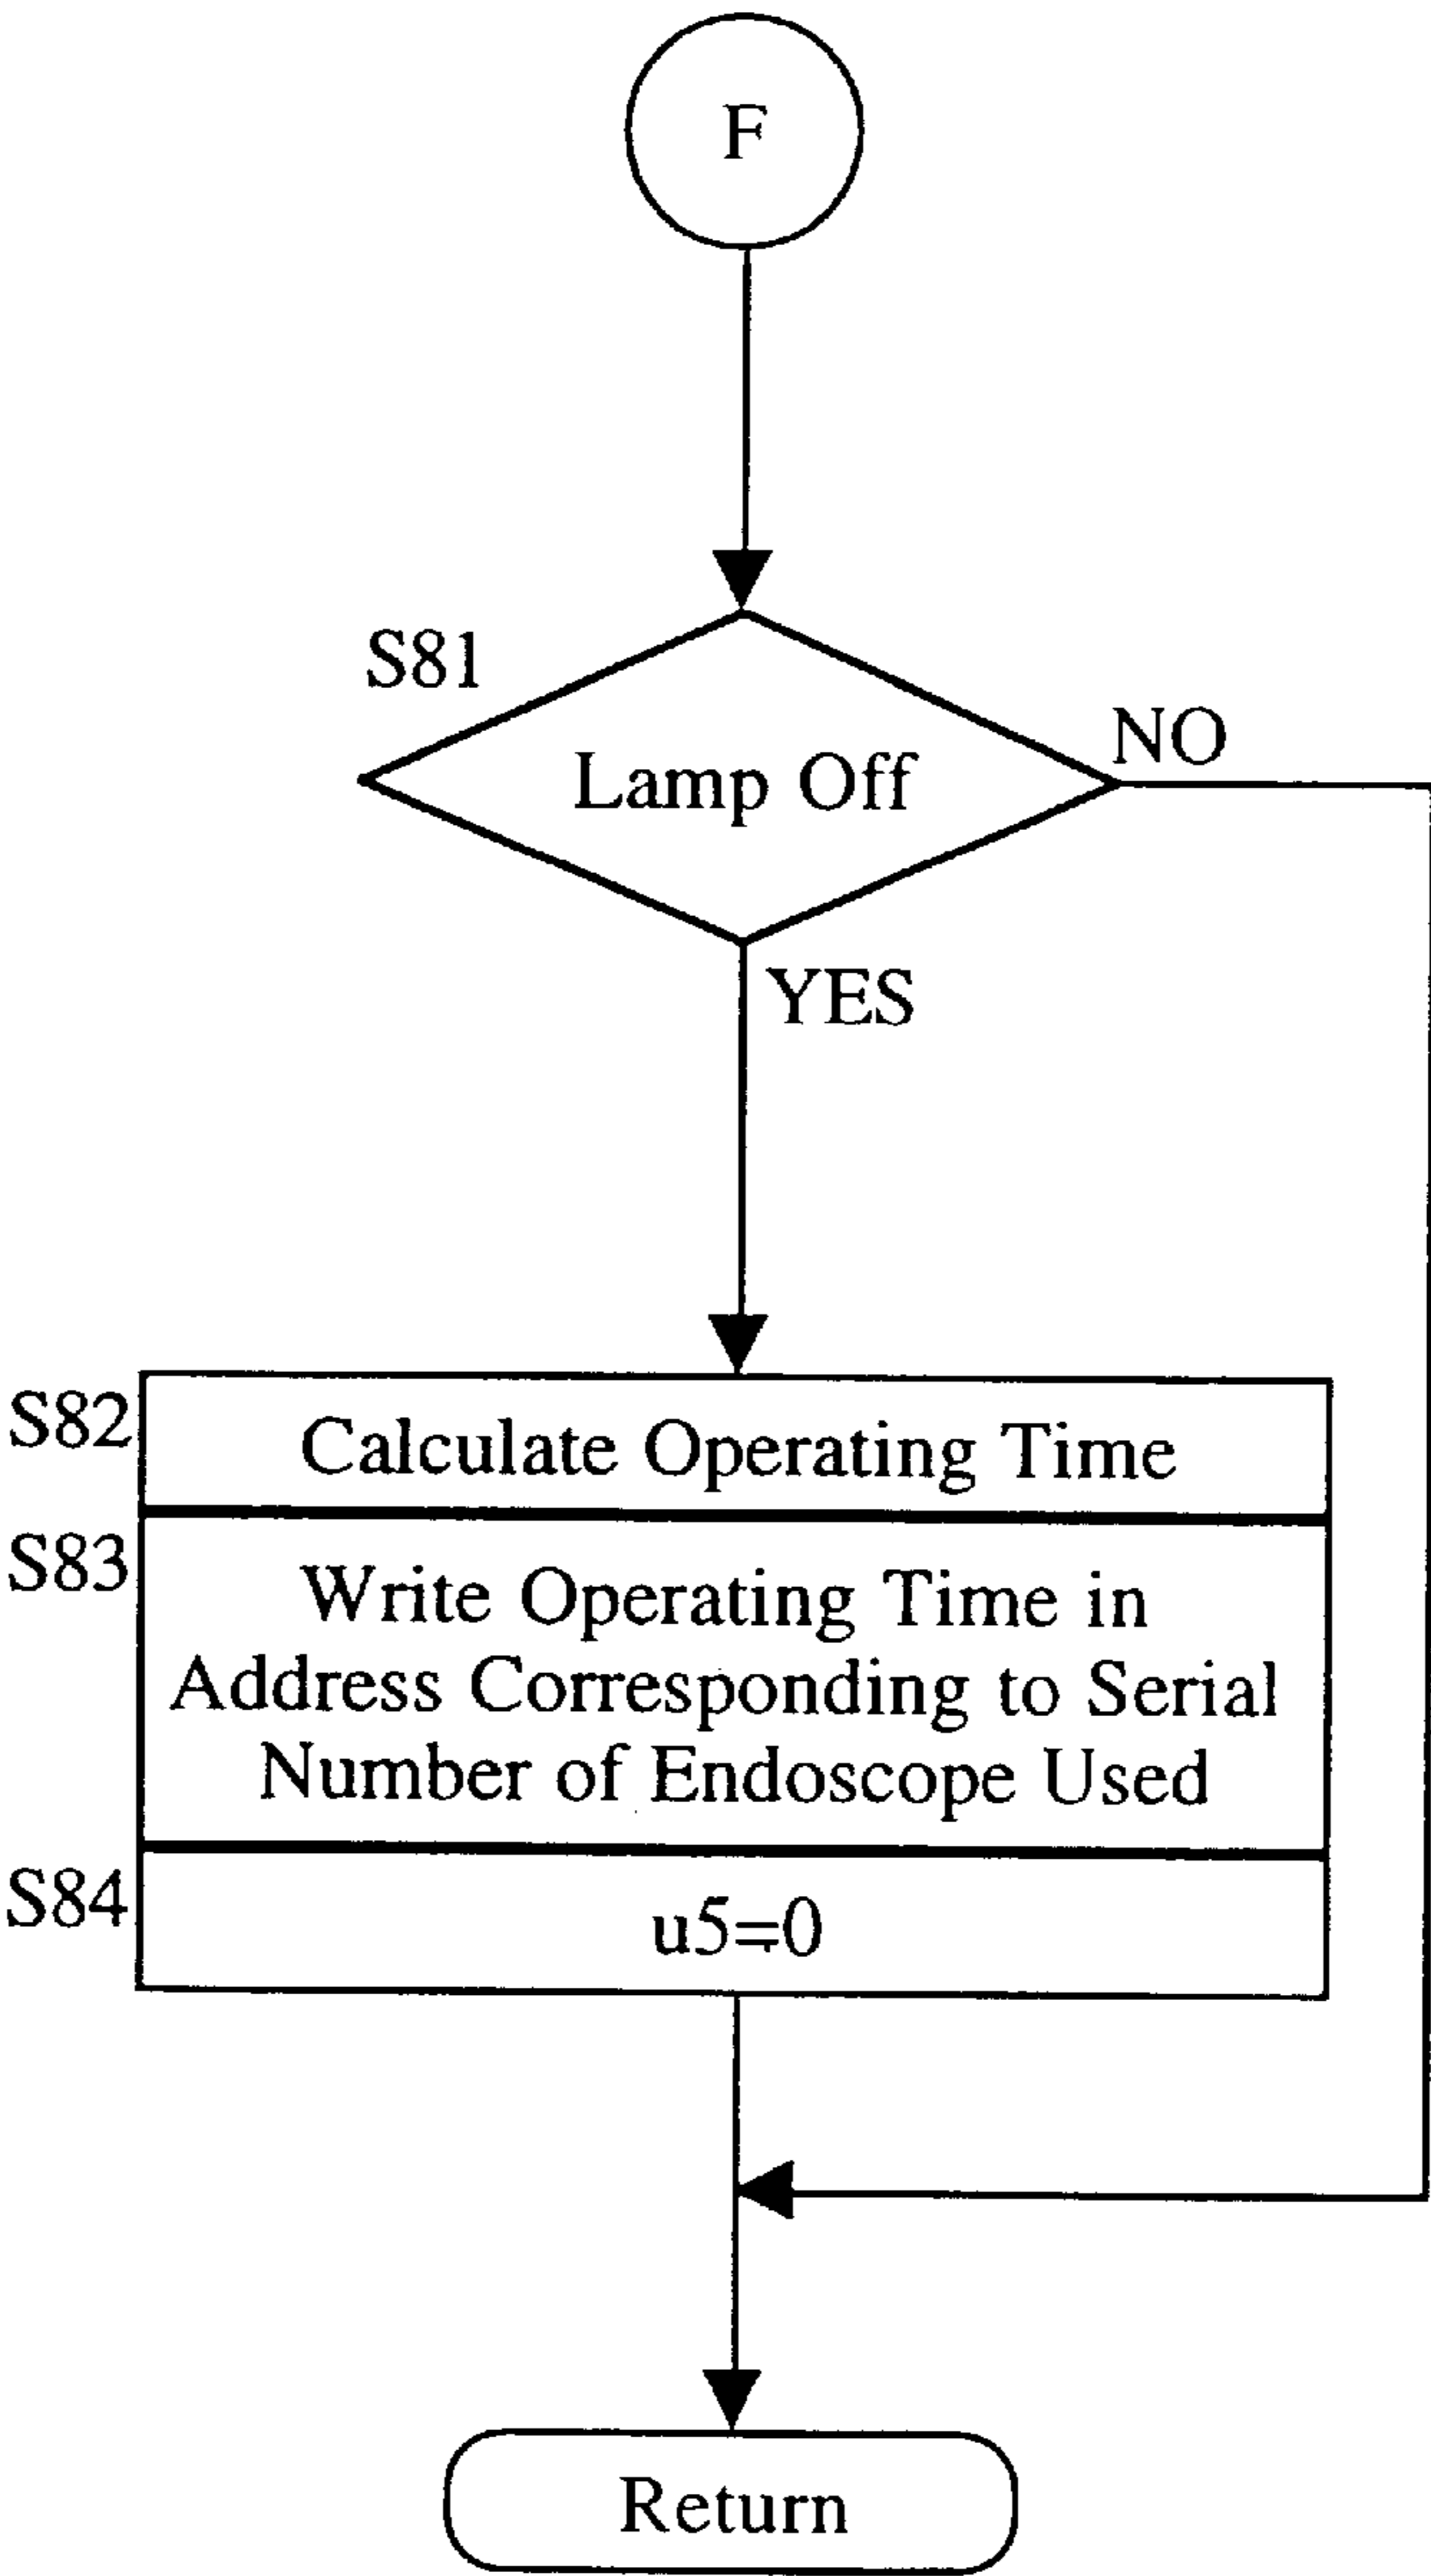 F
S81
Lamp Off
NO
YES
S82
Calculate Operating Time
S83
Write Operating Time in
Address Corresponding to Serial
Number of Endoscope Used
S84
u5=0
Return